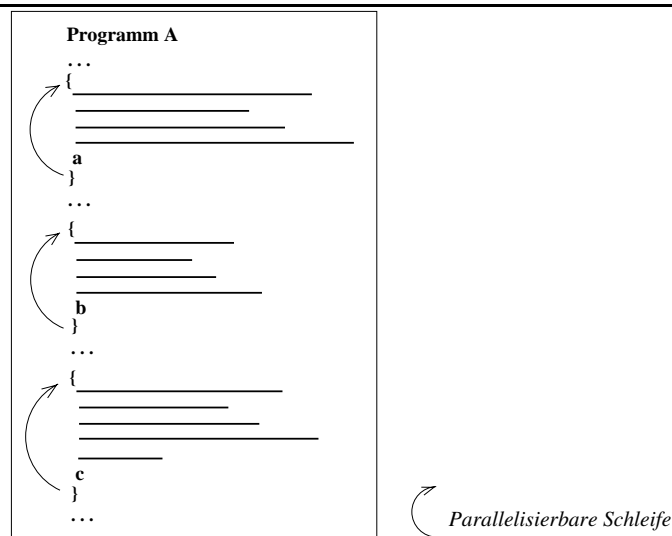 Programm A
...
{
a
}
...
{
b
}
...
{
c
}
...
Parallelisierbare Schleife